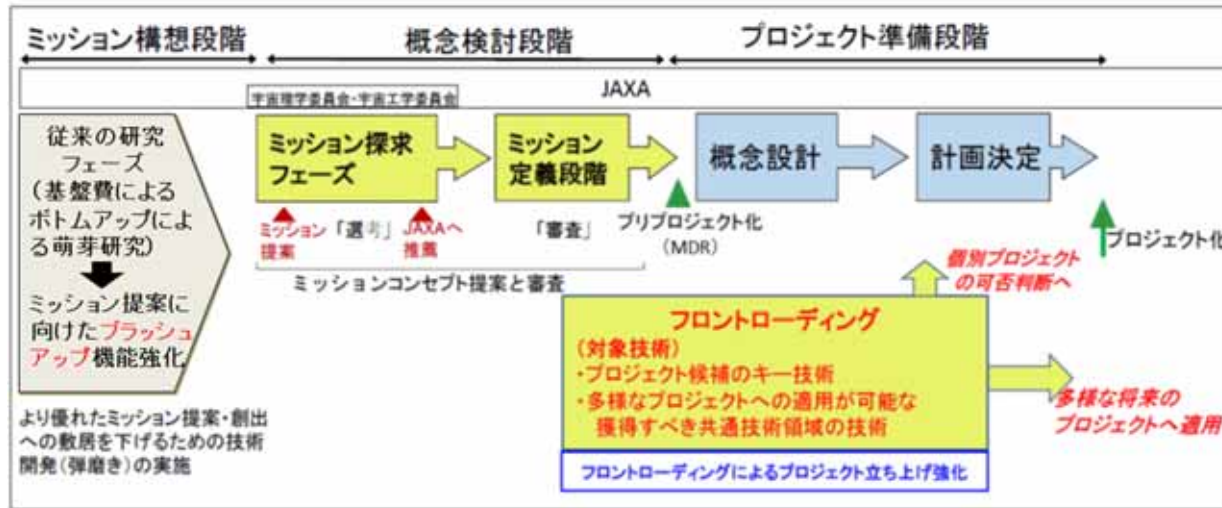 ミッション構想段階
概念検討段階
プロジェクト準備段階
JAXA
宇宙理学委員会・宇宙工学委員会
従来の研究
フェーズ
（基盤費による
ボトムアップによ
る萌芽研究）
ミッション提案に
向けたブラッシュ
アップ機能強化
より優れたミッション提案・創出
への敷居を下げるための技術
開発（弾磨き）の実施
ミッション探求
フェーズ
ミッション
定義段階
概念設計
計画決定
ミッション
提案
「選考」
JAXAへ
推薦
「審査」
プリプロジェクト化
（MDR）
プロジェクト化
ミッションコンセプト提案と審査
個別プロジェクト
の可否判断へ
フロントローディング
（対象技術）
・プロジェクト候補のキー技術
・多様なプロジェクトへの適用が可能な
獲得すべき共通技術領域の技術
多様な将来の
プロジェクトへ適用
フロントローディングによるプロジェクト立ち上げ強化